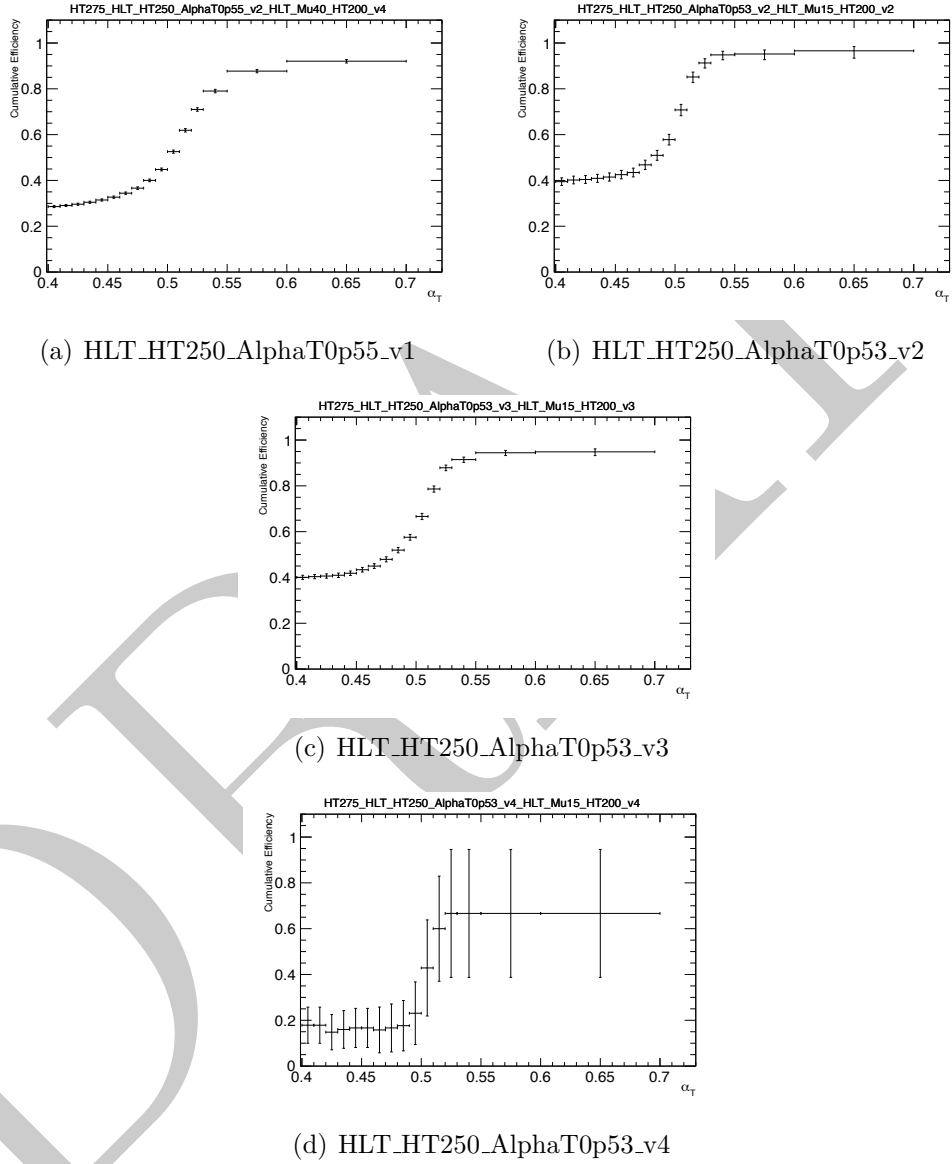 HT275_HLT_HT250_AlphaT0p55_v2_HLT_Mu40_HT200_v4
Cumulative Efficiency
1
0.8
0.6
0.4
0.2
0
0.4 0.45 0.5 0.55 0.6 0.65 0.7
α_T
(a) HLT_HT250_AlphaT0p55_v1
HT275_HLT_HT250_AlphaT0p53_v2_HLT_Mu15_HT200_v2
Cumulative Efficiency
1
0.8
0.6
0.4
0.2
0
0.4 0.45 0.5 0.55 0.6 0.65 0.7
α_T
(b) HLT_HT250_AlphaT0p53_v2
HT275_HLT_HT250_AlphaT0p53_v3_HLT_Mu15_HT200_v3
Cumulative Efficiency
1
0.8
0.6
0.4
0.2
0
0.4 0.45 0.5 0.55 0.6 0.65 0.7
α_T
(c) HLT_HT250_AlphaT0p53_v3
HT275_HLT_HT250_AlphaT0p53_v4_HLT_Mu15_HT200_v4
Cumulative Efficiency
1
0.8
0.6
0.4
0.2
0
0.4 0.45 0.5 0.55 0.6 0.65 0.7
α_T
(d) HLT_HT250_AlphaT0p53_v4
DRAFT